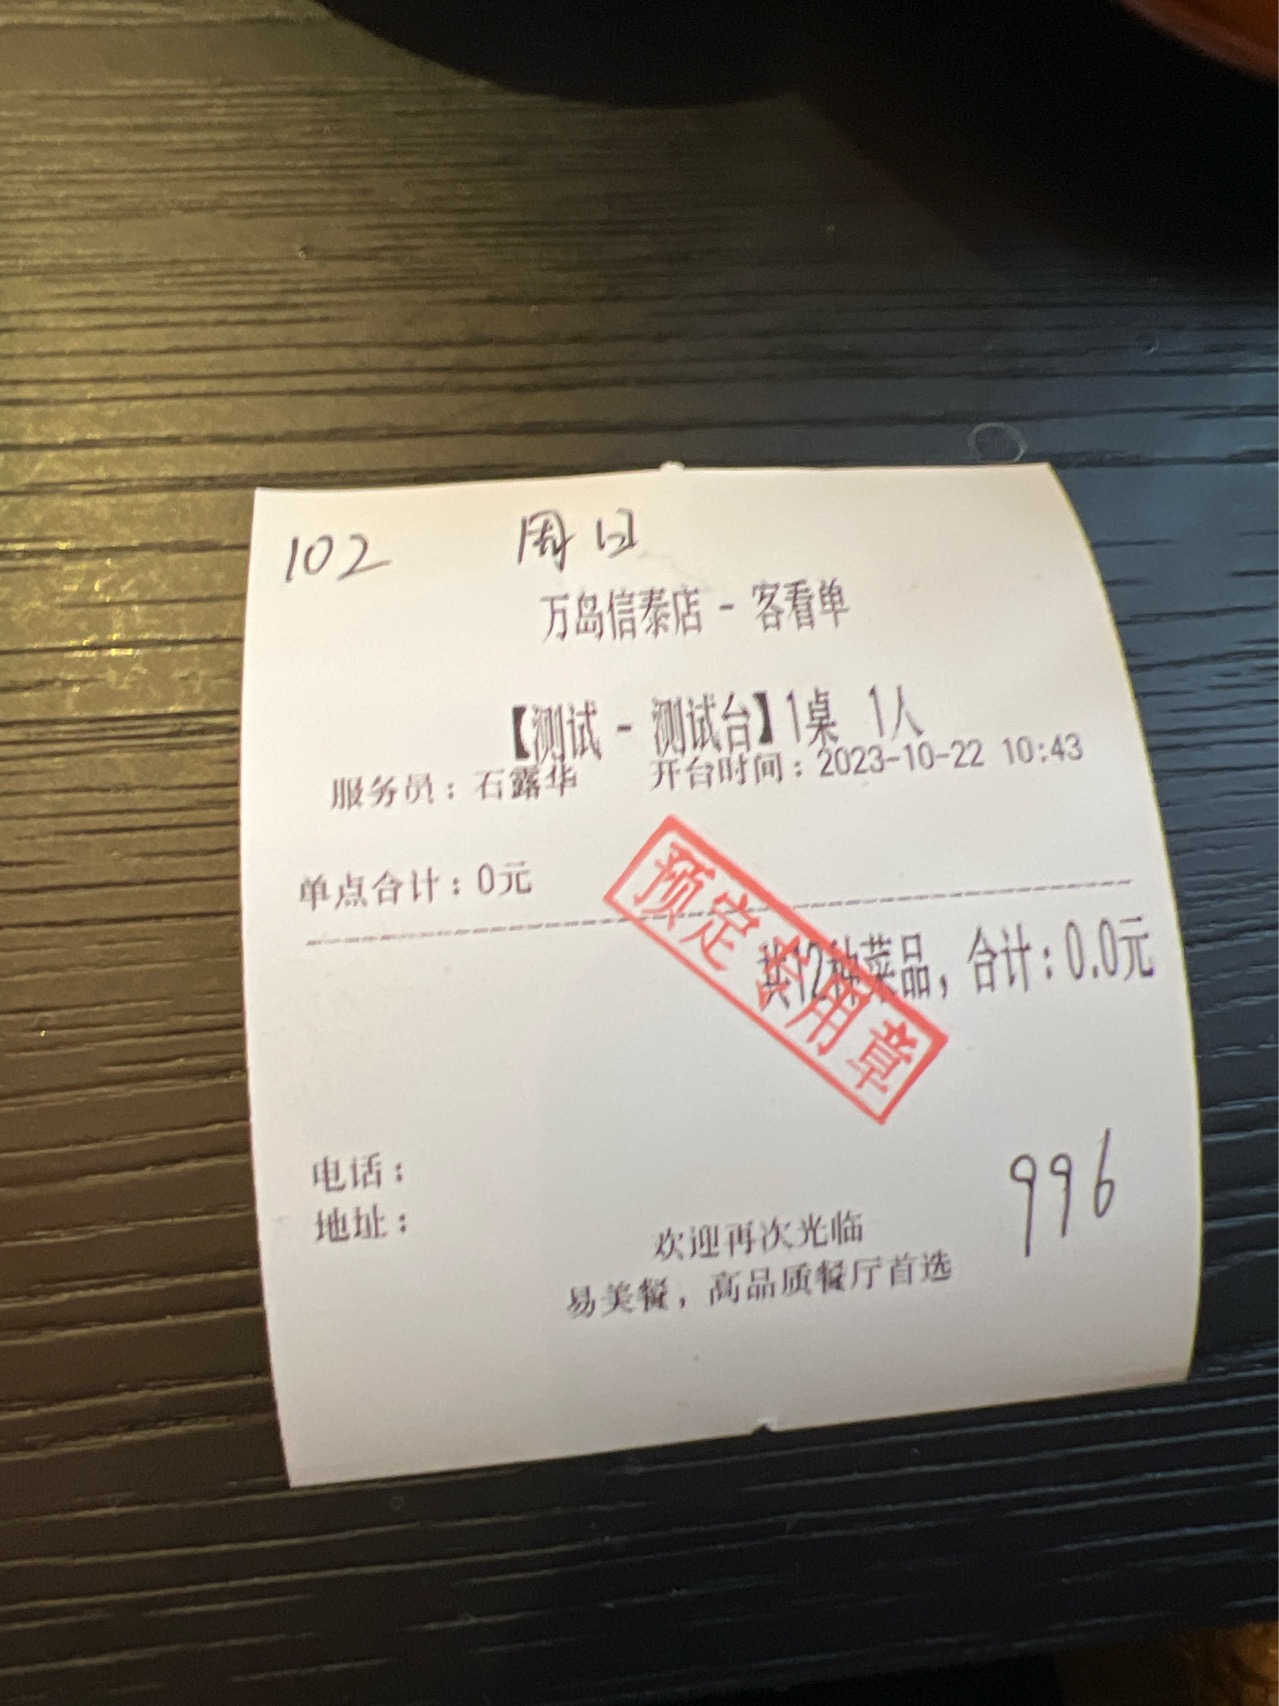 102 周日
万岛信泰店 - 客看单
【测试 - 测试台】1桌 1人
服务员：石露华 开台时间：2023-10-22 10:43
单点合计：0元
预定专用章
共12种菜品，合计：0.0元
电话：
地址：
996
欢迎再次光临
易美餐，高品质餐厅首选